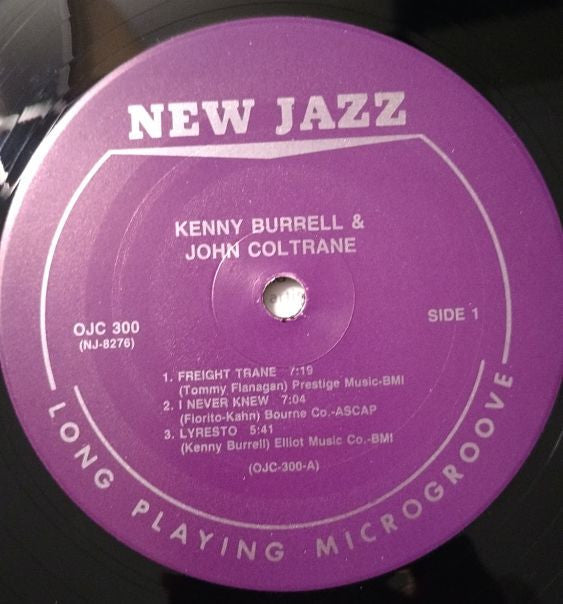 NEW JAZZ
KENNY BURRELL &
JOHN COLTRANE
OJC 300
(NJ-8276)
SIDE 1
1. FREIGHT TRANE 7:19
(Tommy Flanagan) Prestige Music-BMI
2. I NEVER KNEW 7:04
(Fiorito-Kahn) Bourne Co.-ASCAP
3. LYRESTO 5:41
(Kenny Burrell) Elliot Music Co.-BMI
(OJC-300-A)
LONG PLAYING MICROGROOVE